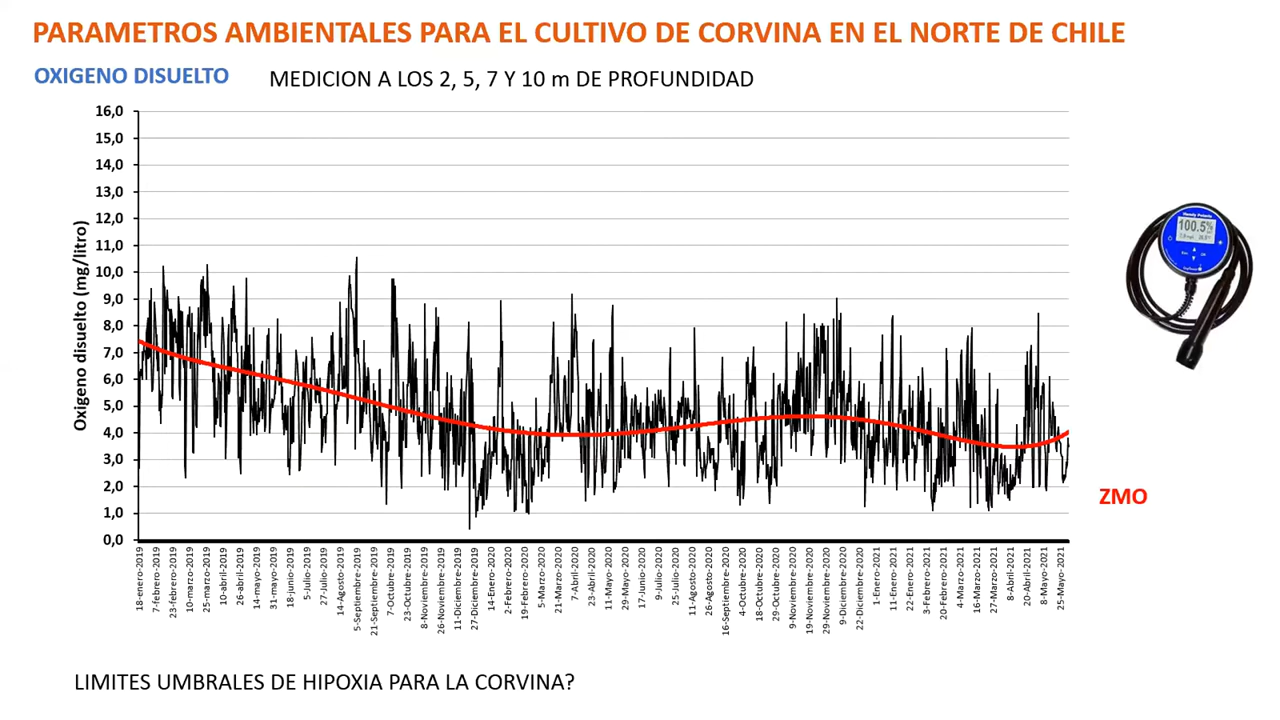 PARAMETROS AMBIENTALES PARA EL CULTIVO DE CORVINA EN EL NORTE DE CHILE
OXIGENO DISUELTO
MEDICION A LOS 2, 5, 7 Y 10 m DE PROFUNDIDAD
Oxigeno disuelto (mg/litro)
16,0
15,0
14,0
13,0
12,0
11,0
10,0
9,0
8,0
7,0
6,0
5,0
4,0
3,0
2,0
1,0
0,0
18-enero-2019
7-febrero-2019
23-febrero-2019
10-marzo-2019
25-marzo-2019
10-abril-2019
26-abril-2019
14-mayo-2019
31-mayo-2019
18-junio-2019
5-Julio-2019
27-Julio-2019
14-Agosto-2019
5-Septiembre-2019
21-Septiembre-2019
7-Octubre-2019
23-Octubre-2019
8-Noviembre-2019
26-Noviembre-2019
11-Diciembre-2019
27-Diciembre-2019
14-Enero-2020
2-Febrero-2020
19-Febrero-2020
5-Marzo-2020
21-Marzo-2020
7-Abril-2020
23-Abril-2020
11-Mayo-2020
29-Mayo-2020
17-Junio-2020
9-Julio-2020
25-Julio-2020
11-Agosto-2020
26-Agosto-2020
16-Septiembre-2020
4-Octubre-2020
18-Octubre-2020
29-Octubre-2020
9-Noviembre-2020
19-Noviembre-2020
29-Noviembre-2020
9-Diciembre-2020
22-Diciembre-2020
1-Enero-2021
11-Enero-2021
22-Enero-2021
3-Febrero-2021
20-Febrero-2021
4-Marzo-2021
16-Marzo-2021
27-Marzo-2021
8-Abril-2021
20-Abril-2021
8-Mayo-2021
25-Mayo-2021
Handy Polaris
100.5%
ZMO
LIMITES UMBRALES DE HIPOXIA PARA LA CORVINA?